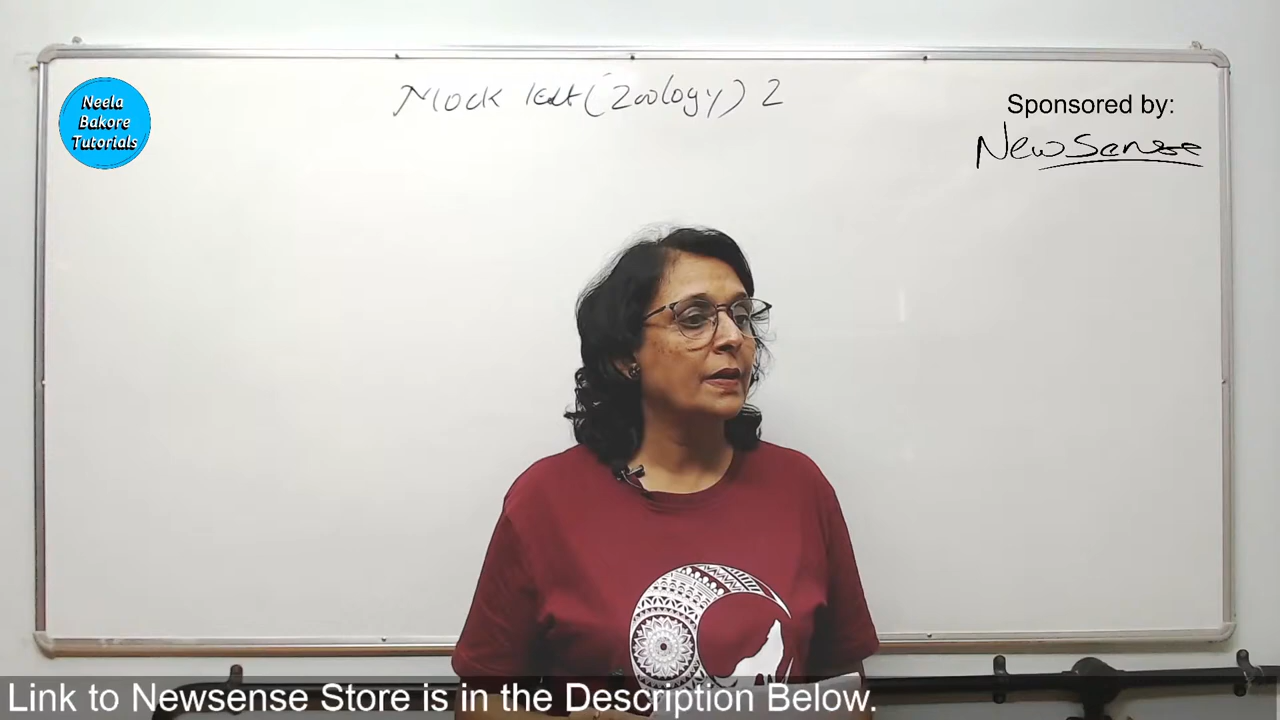 Neela
Bakore
Tutorials
Mock test (Zoology) 2
Sponsored by:
NewSense
Link to Newsense Store is in the Description Below.